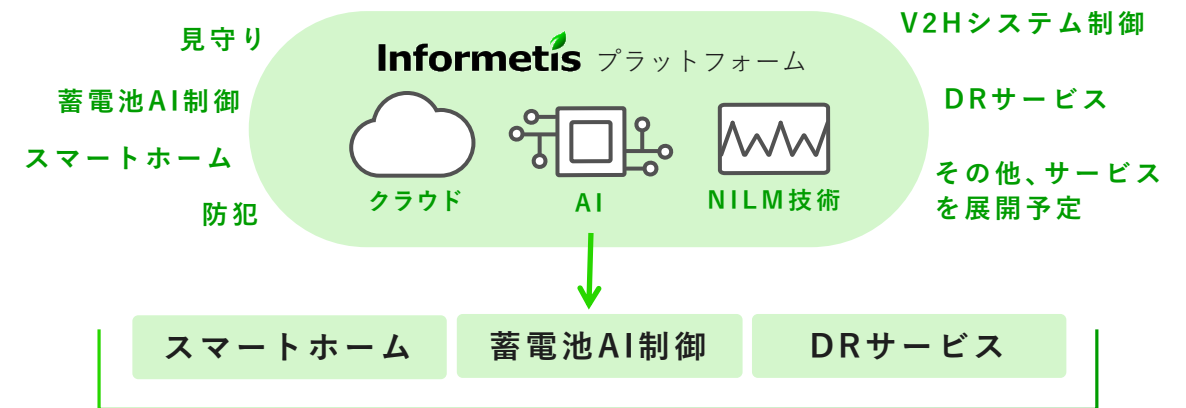 見守り
蓄電池AI制御
スマートホーム
防犯
Informetis プラットフォーム
クラウド
AI
NILM技術
V2Hシステム制御
DRサービス
その他、サービス
を展開予定
スマートホーム
蓄電池AI制御
DRサービス